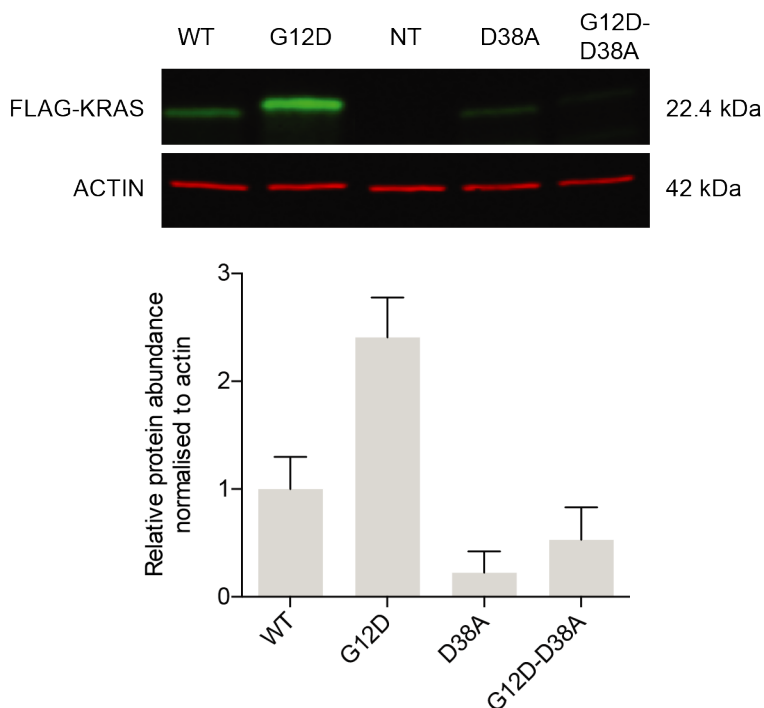 WT G12D NT D38A G12D-
D38A
FLAG-KRAS 22.4 kDa
ACTIN 42 kDa
Relative protein abundance
normalised to actin
3
2
1
0
WT G12D D38A G12D-D38A